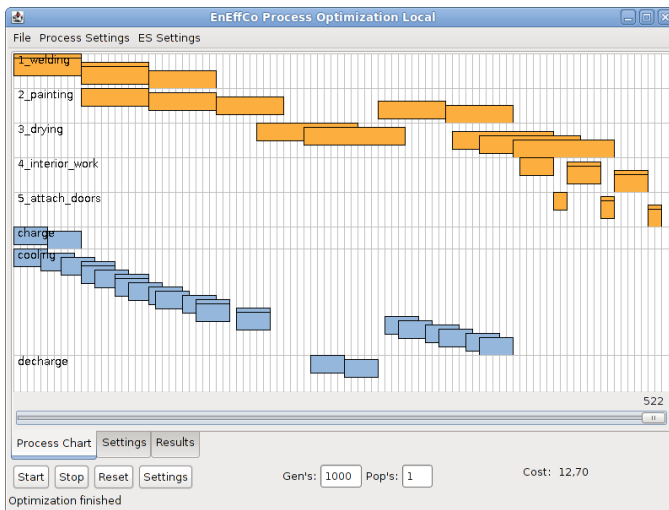 EnEffCo Process Optimization Local
File Process Settings ES Settings
1_welding
2_painting
3_drying
4_interior_work
5_attach_doors
charge
cooling
decharge
522
Process Chart Settings Results
Start Stop Reset Settings Gen's: 1000 Pop's: 1 Cost: 12,70
Optimization finished